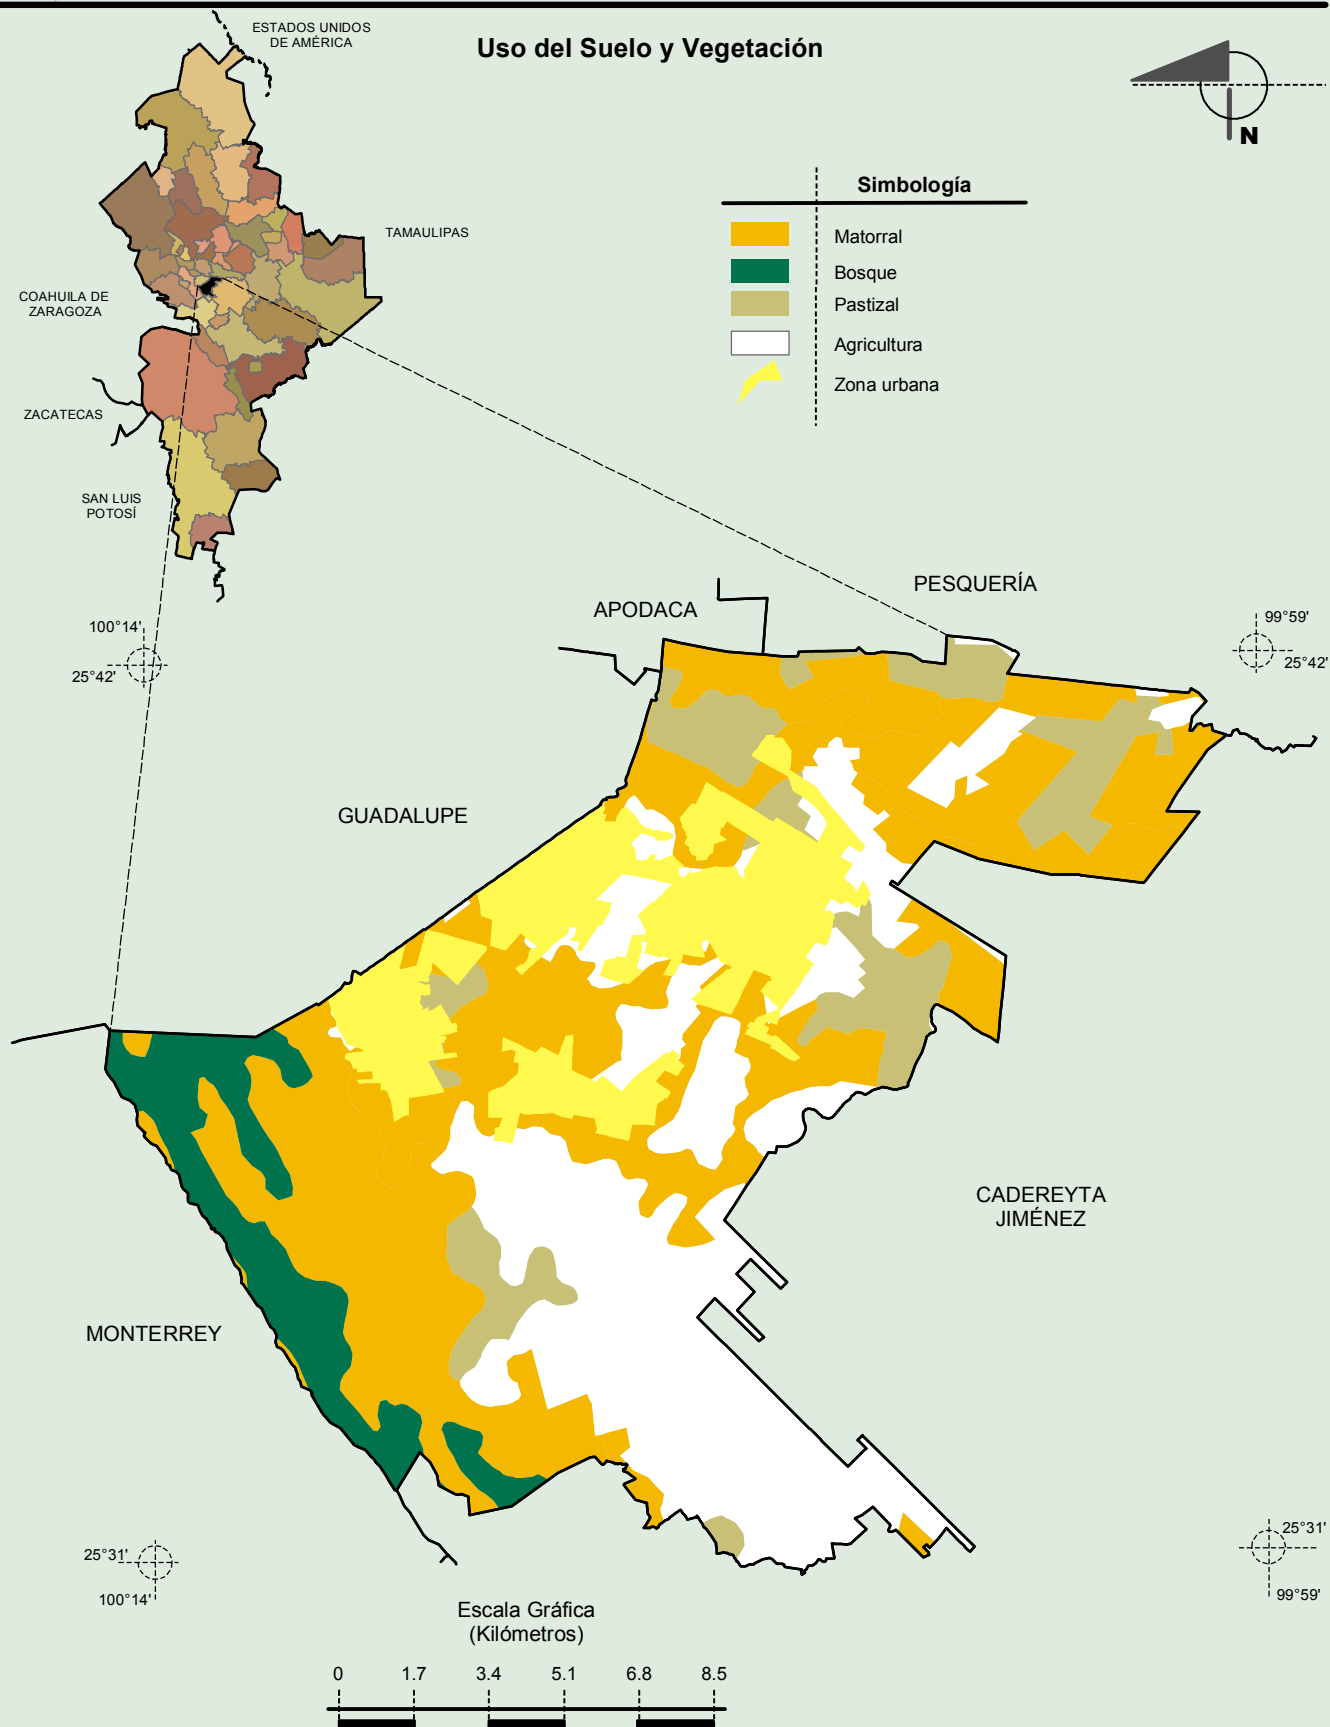 Uso del Suelo y Vegetación
ESTADOS UNIDOS
DE AMÉRICA
N
Simbología
Matorral
Bosque
Pastizal
Agricultura
Zona urbana
TAMAULIPAS
COAHUILA DE
ZARAGOZA
ZACATECAS
SAN LUIS
POTOSÍ
PESQUERÍA
APODACA
100°14'
25°42'
99°59'
25°42'
GUADALUPE
CADEREYTA
JIMÉNEZ
MONTERREY
25°31'
100°14'
25°31'
99°59'
Escala Gráfica
(Kilómetros)
0 1.7 3.4 5.1 6.8 8.5